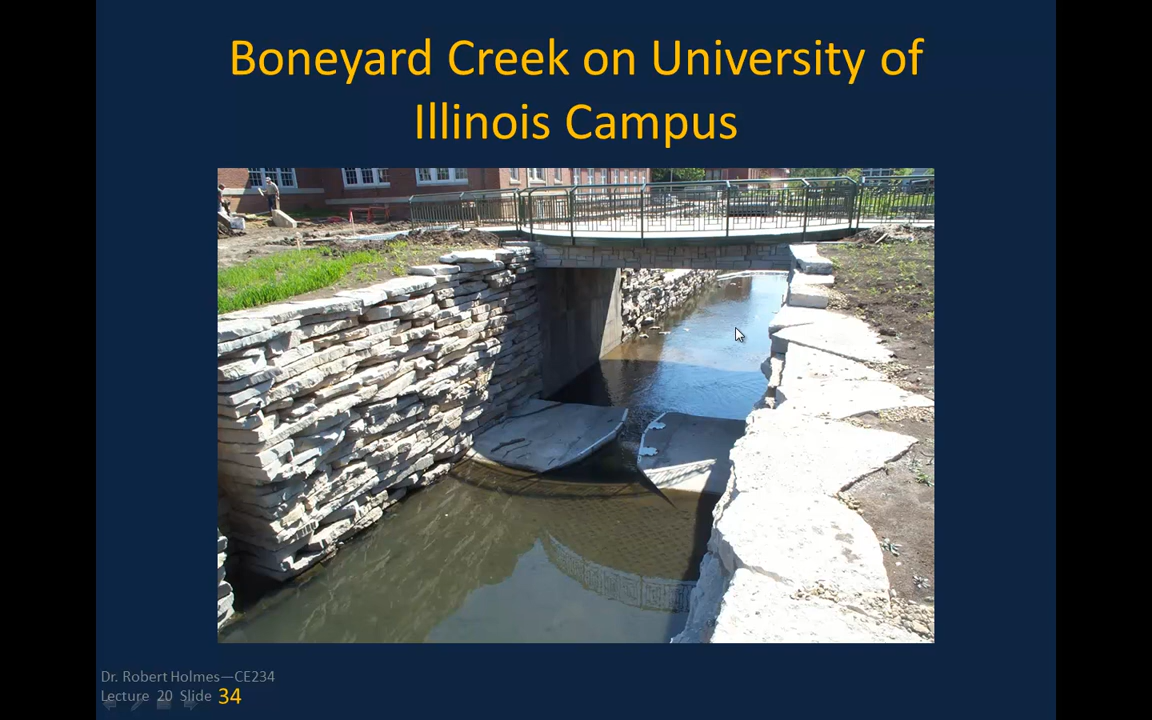 Boneyard Creek on University of
Illinois Campus
Dr. Robert Holmes—CE234
Lecture 20 Slide 34